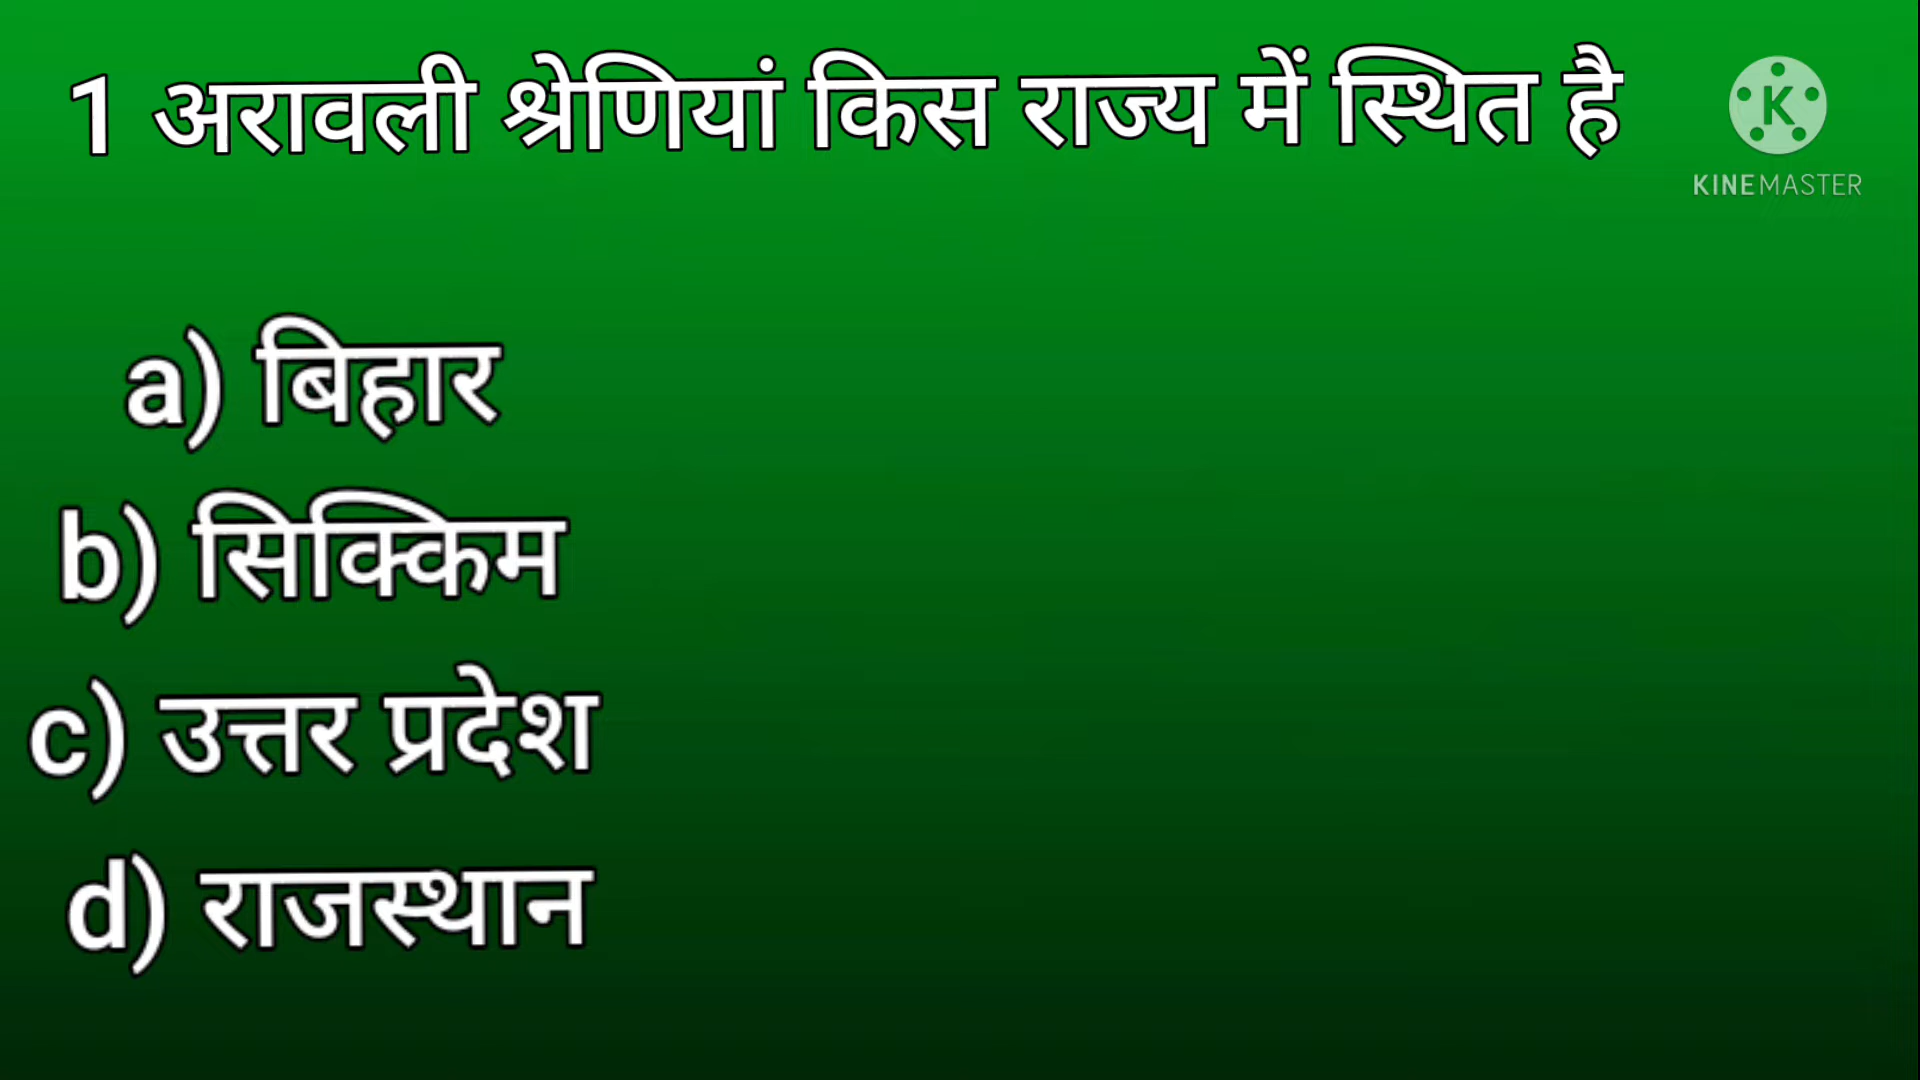 1 अरावली श्रेणियां किस राज्य में स्थित है
K
KINEMASTER
a) बिहार
b) सिक्किम
c) उत्तर प्रदेश
d) राजस्थान